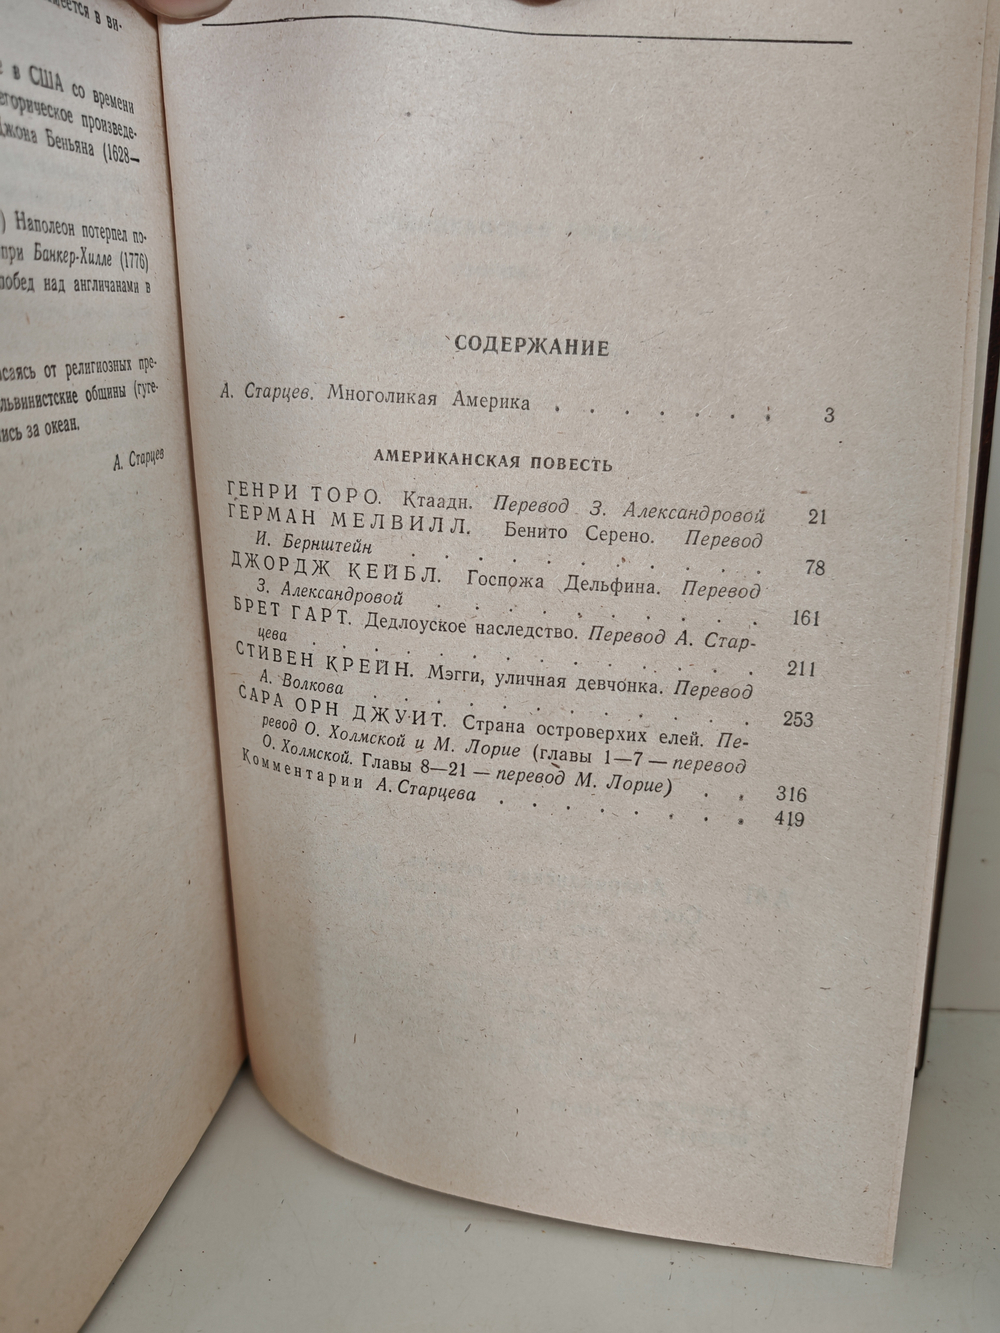 в ви-
в США со времени
произведе-
Джона Беньяна (1628—
) Наполеон потерпел по-
при Банкер-Хилле (1776)
побед над англичанами в
от религиозных пре-
общины (гуге-
за океан.
А. Старцев
СОДЕРЖАНИЕ
А. Старцев. Многоликая Америка . . . . . . . 3
АМЕРИКАНСКАЯ ПОВЕСТЬ
ГЕНРИ ТОРО. Ктаадн. Перевод З. Александровой 21
ГЕРМАН МЕЛВИЛЛ. Бенито Серено. Перевод
И. Бернштейн . . . . . . . . . . . 78
ДЖОРДЖ КЕЙБЛ. Госпожа Дельфина. Перевод
З. Александровой . . . . . . . . . . 161
БРЕТ ГАРТ. Дедлоуское наследство. Перевод А. Стар-
цева . . . . . . . . . . . . . 211
СТИВЕН КРЕЙН. Мэгги, уличная девчонка. Перевод
А. Волкова . . . . . . . . . . . . 253
САРА ОРН ДЖУИТ. Страна островерхих елей. Пе-
ревод О. Холмской и М. Лорие (главы 1—7 — перевод
О. Холмской. Главы 8—21 — перевод М. Лорие) . . 316
Комментарии А. Старцева . . . . . . . . 419